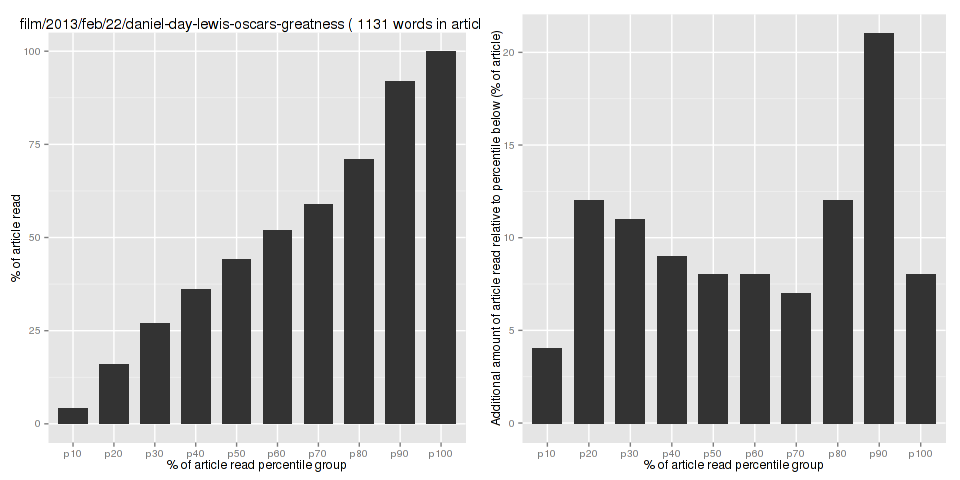 film/2013/feb/22/daniel-day-lewis-oscars-greatness ( 1131 words in articl
% of article read
100
75
50
25
0
p10 p20 p30 p40 p50 p60 p70 p80 p90 p100
% of article read percentile group
Additional amount of article read relative to percentile below (% of article)
20
15
10
5
0
p10 p20 p30 p40 p50 p60 p70 p80 p90 p100
% of article read percentile group